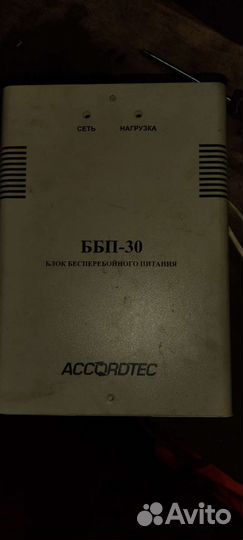 СЕТЬ НАГРУЗКА
ББП-30
БЛОК БЕСПЕРЕБОЙНОГО ПИТАНИЯ
ACCORDTEC
Avito